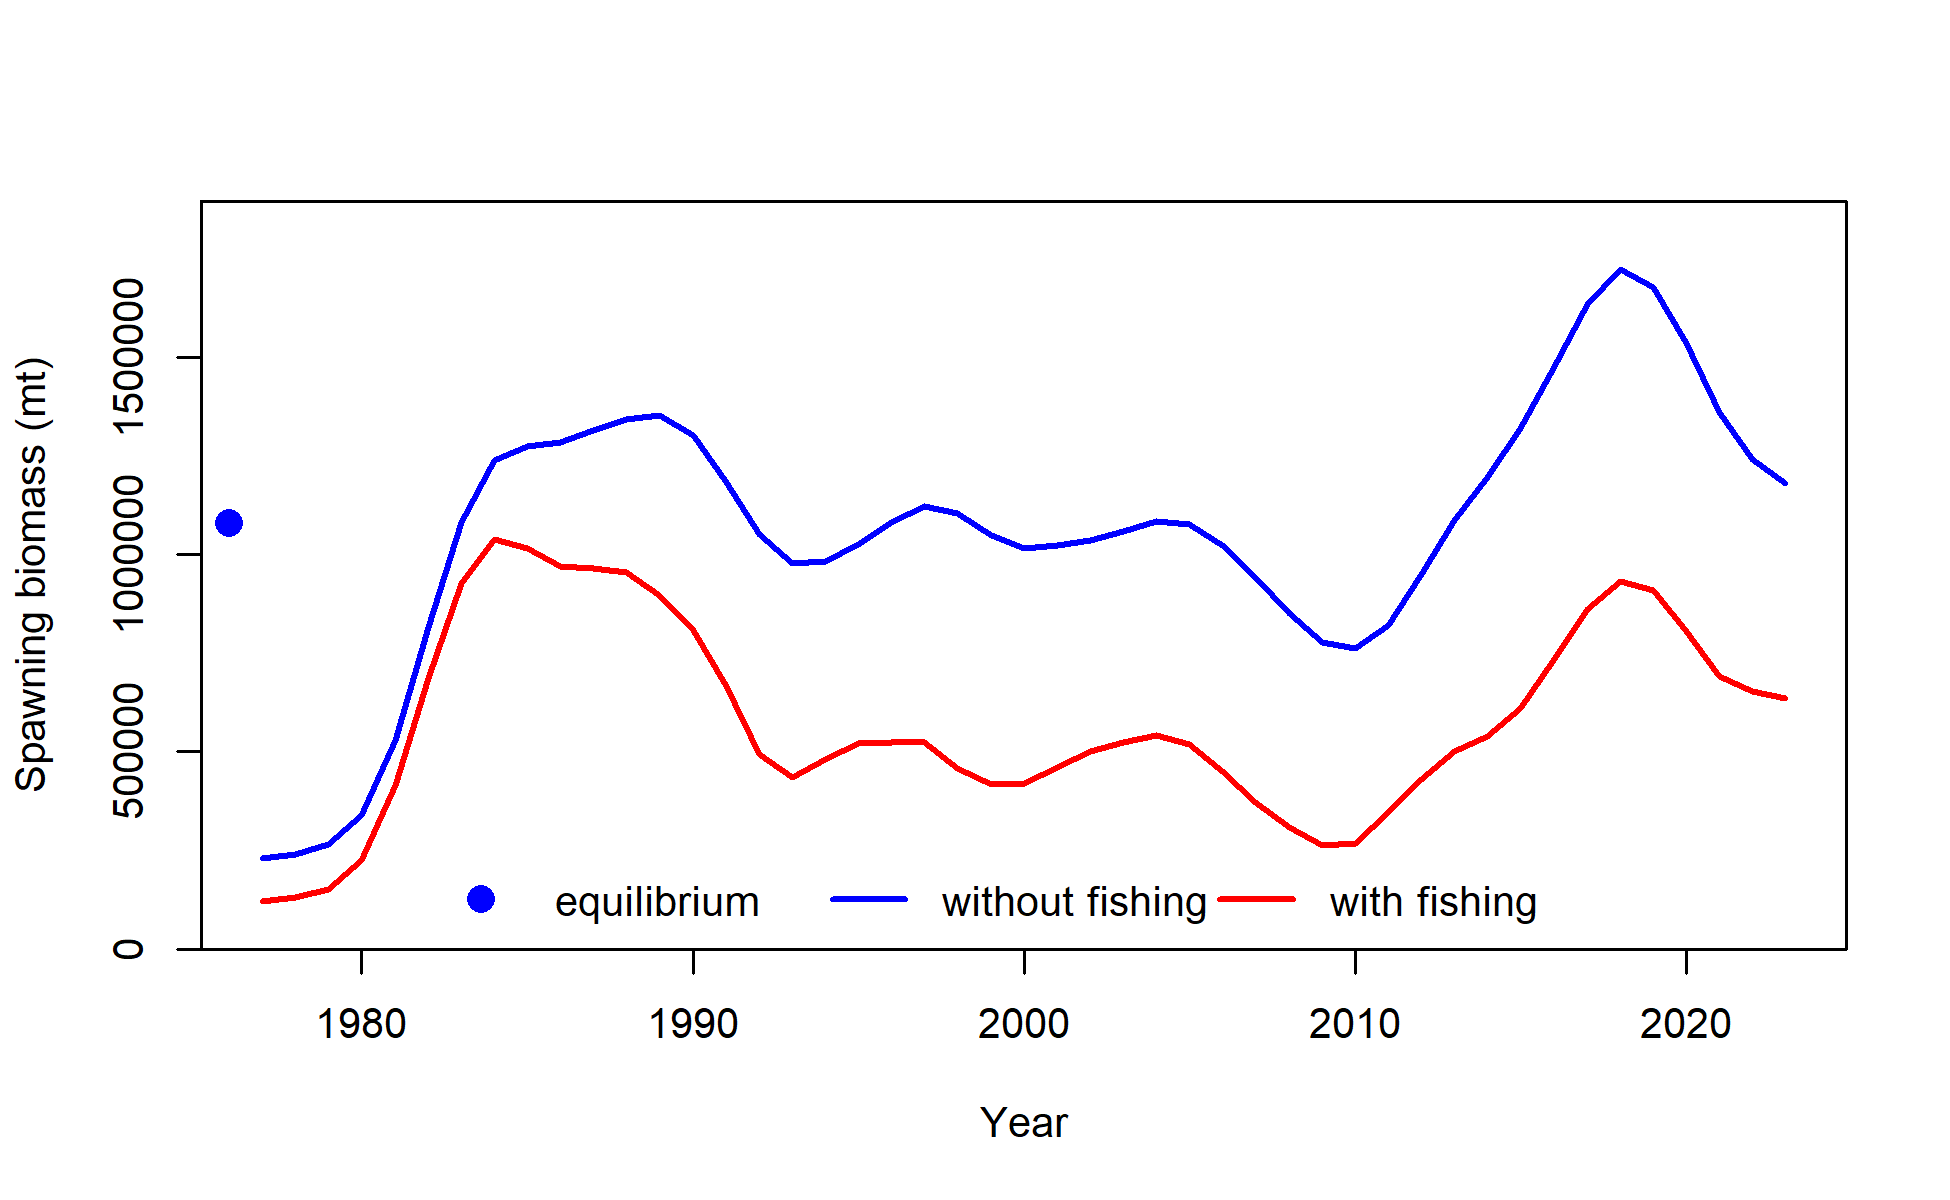 Spawning biomass (mt)
1500000
1000000
500000
0
equilibrium without fishing with fishing
1980 1990 2000 2010 2020
Year